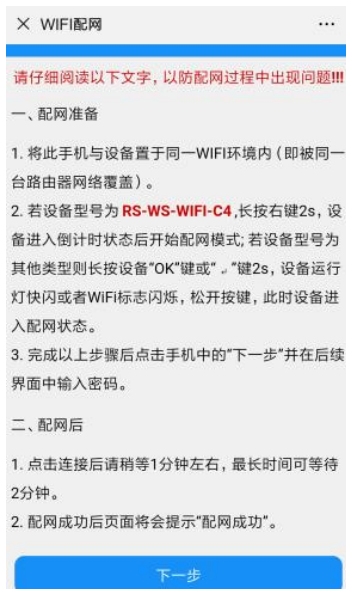 × WIFI配网 ...
请仔细阅读以下文字，以防配网过程中出现问题!!!
一、配网准备
1. 将此手机与设备置于同一WIFI环境内（即被同一
台路由器网络覆盖）。
2. 若设备型号为 RS-WS-WIFI-C4 ,长按右键2s，设
备进入倒计时状态后开始配网模式; 若设备型号为
其他类型则长按设备“OK”键或“ ↵ ”键2s，设备运行
灯快闪或者WiFi标志闪烁，松开按键，此时设备进
入配网状态。
3. 完成以上步骤后点击手机中的“下一步”并在后续
界面中输入密码。
二、配网后
1. 点击连接后请稍等1分钟左右，最长时间可等待
2分钟。
2. 配网成功后页面将会提示“配网成功”。
下一步